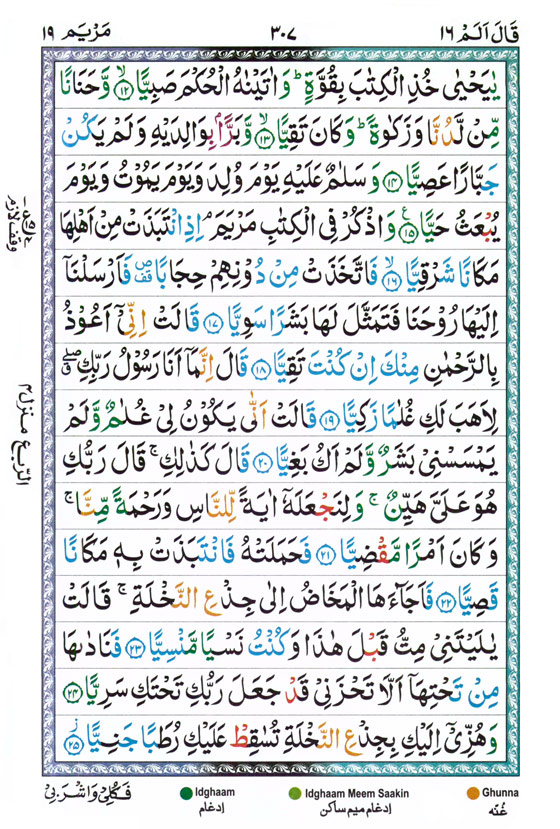 قَالَ اَلَمْ ١٦ ٣٠٧ مَرْيَم ١٩
يٰيَحْيٰى خُذِ الْكِتٰبَ بِقُوَّةٍ ؕ وَاٰتَيْنٰهُ الْحُكْمَ صَبِيًّا ۙ﴿١٢﴾ وَّحَنَانًا
مِّنْ لَّدُنَّا وَزَكٰوةً ؕ وَكَانَ تَقِيًّا ۙ﴿١٣﴾ وَّبَرًّۢا بِوَالِدَيْهِ وَلَمْ يَكُنْ
جَبَّارًا عَصِيًّا ﴿١٤﴾ وَسَلٰمٌ عَلَيْهِ يَوْمَ وُلِدَ وَيَوْمَ يَمُوْتُ وَيَوْمَ
يُبْعَثُ حَيًّا ﴿١٥﴾ ع وَاذْكُرْ فِى الْكِتٰبِ مَرْيَمَ ۘ اِذِ انْتَبَذَتْ مِنْ اَهْلِهَا
مَكَانًا شَرْقِيًّا ۙ﴿١٦﴾ فَاتَّخَذَتْ مِنْ دُوْنِهِمْ حِجَابًا قف فَاَرْسَلْنَاۤ
اِلَيْهَا رُوْحَنَا فَتَمَثَّلَ لَهَا بَشَرًا سَوِيًّا ﴿١٧﴾ قَالَتْ اِنِّىْۤ اَعُوْذُ
بِالرَّحْمٰنِ مِنْكَ اِنْ كُنْتَ تَقِيًّا ﴿١٨﴾ قَالَ اِنَّمَاۤ اَنَا رَسُوْلُ رَبِّكِ
لِاَهَبَ لَكِ غُلٰمًا زَكِيًّا ﴿١٩﴾ قَالَتْ اَنّٰى يَكُوْنُ لِىْ غُلٰمٌ وَّلَمْ
يَمْسَسْنِىْ بَشَرٌ وَّلَمْ اَكُ بَغِيًّا ﴿٢٠﴾ قَالَ كَذٰلِكِ ۚ قَالَ رَبُّكِ
هُوَ عَلَىَّ هَيِّنٌ ۚ وَلِنَجْعَلَهٗۤ اٰيَةً لِّلنَّاسِ وَرَحْمَةً مِّنَّا ۚ
وَكَانَ اَمْرًا مَّقْضِيًّا ﴿٢١﴾ فَحَمَلَتْهُ فَانْتَبَذَتْ بِهٖ مَكَانًا
قَصِيًّا ﴿٢٢﴾ فَاَجَآءَهَا الْمَخَاضُ اِلٰى جِذْعِ النَّخْلَةِ ۚ قَالَتْ
يٰلَيْتَنِىْ مِتُّ قَبْلَ هٰذَا وَكُنْتُ نَسْيًا مَّنْسِيًّا ﴿٢٣﴾ فَنَادٰىهَا
مِنْ تَحْتِهَاۤ اَلَّا تَحْزَنِىْ قَدْ جَعَلَ رَبُّكِ تَحْتَكِ سَرِيًّا ﴿٢٤﴾
وَهُزِّىْۤ اِلَيْكِ بِجِذْعِ النَّخْلَةِ تُسٰقِطْ عَلَيْكِ رُطَبًا جَنِيًّا ؗ﴿٢٥﴾
وقف لازم
الرّبع
منزل ٤
فَكُلِىْ وَاشْرَبِىْ
Idghaam
ادغام
Idghaam Meem Saakin
ادغام میم ساکن
Ghunna
غُنّه